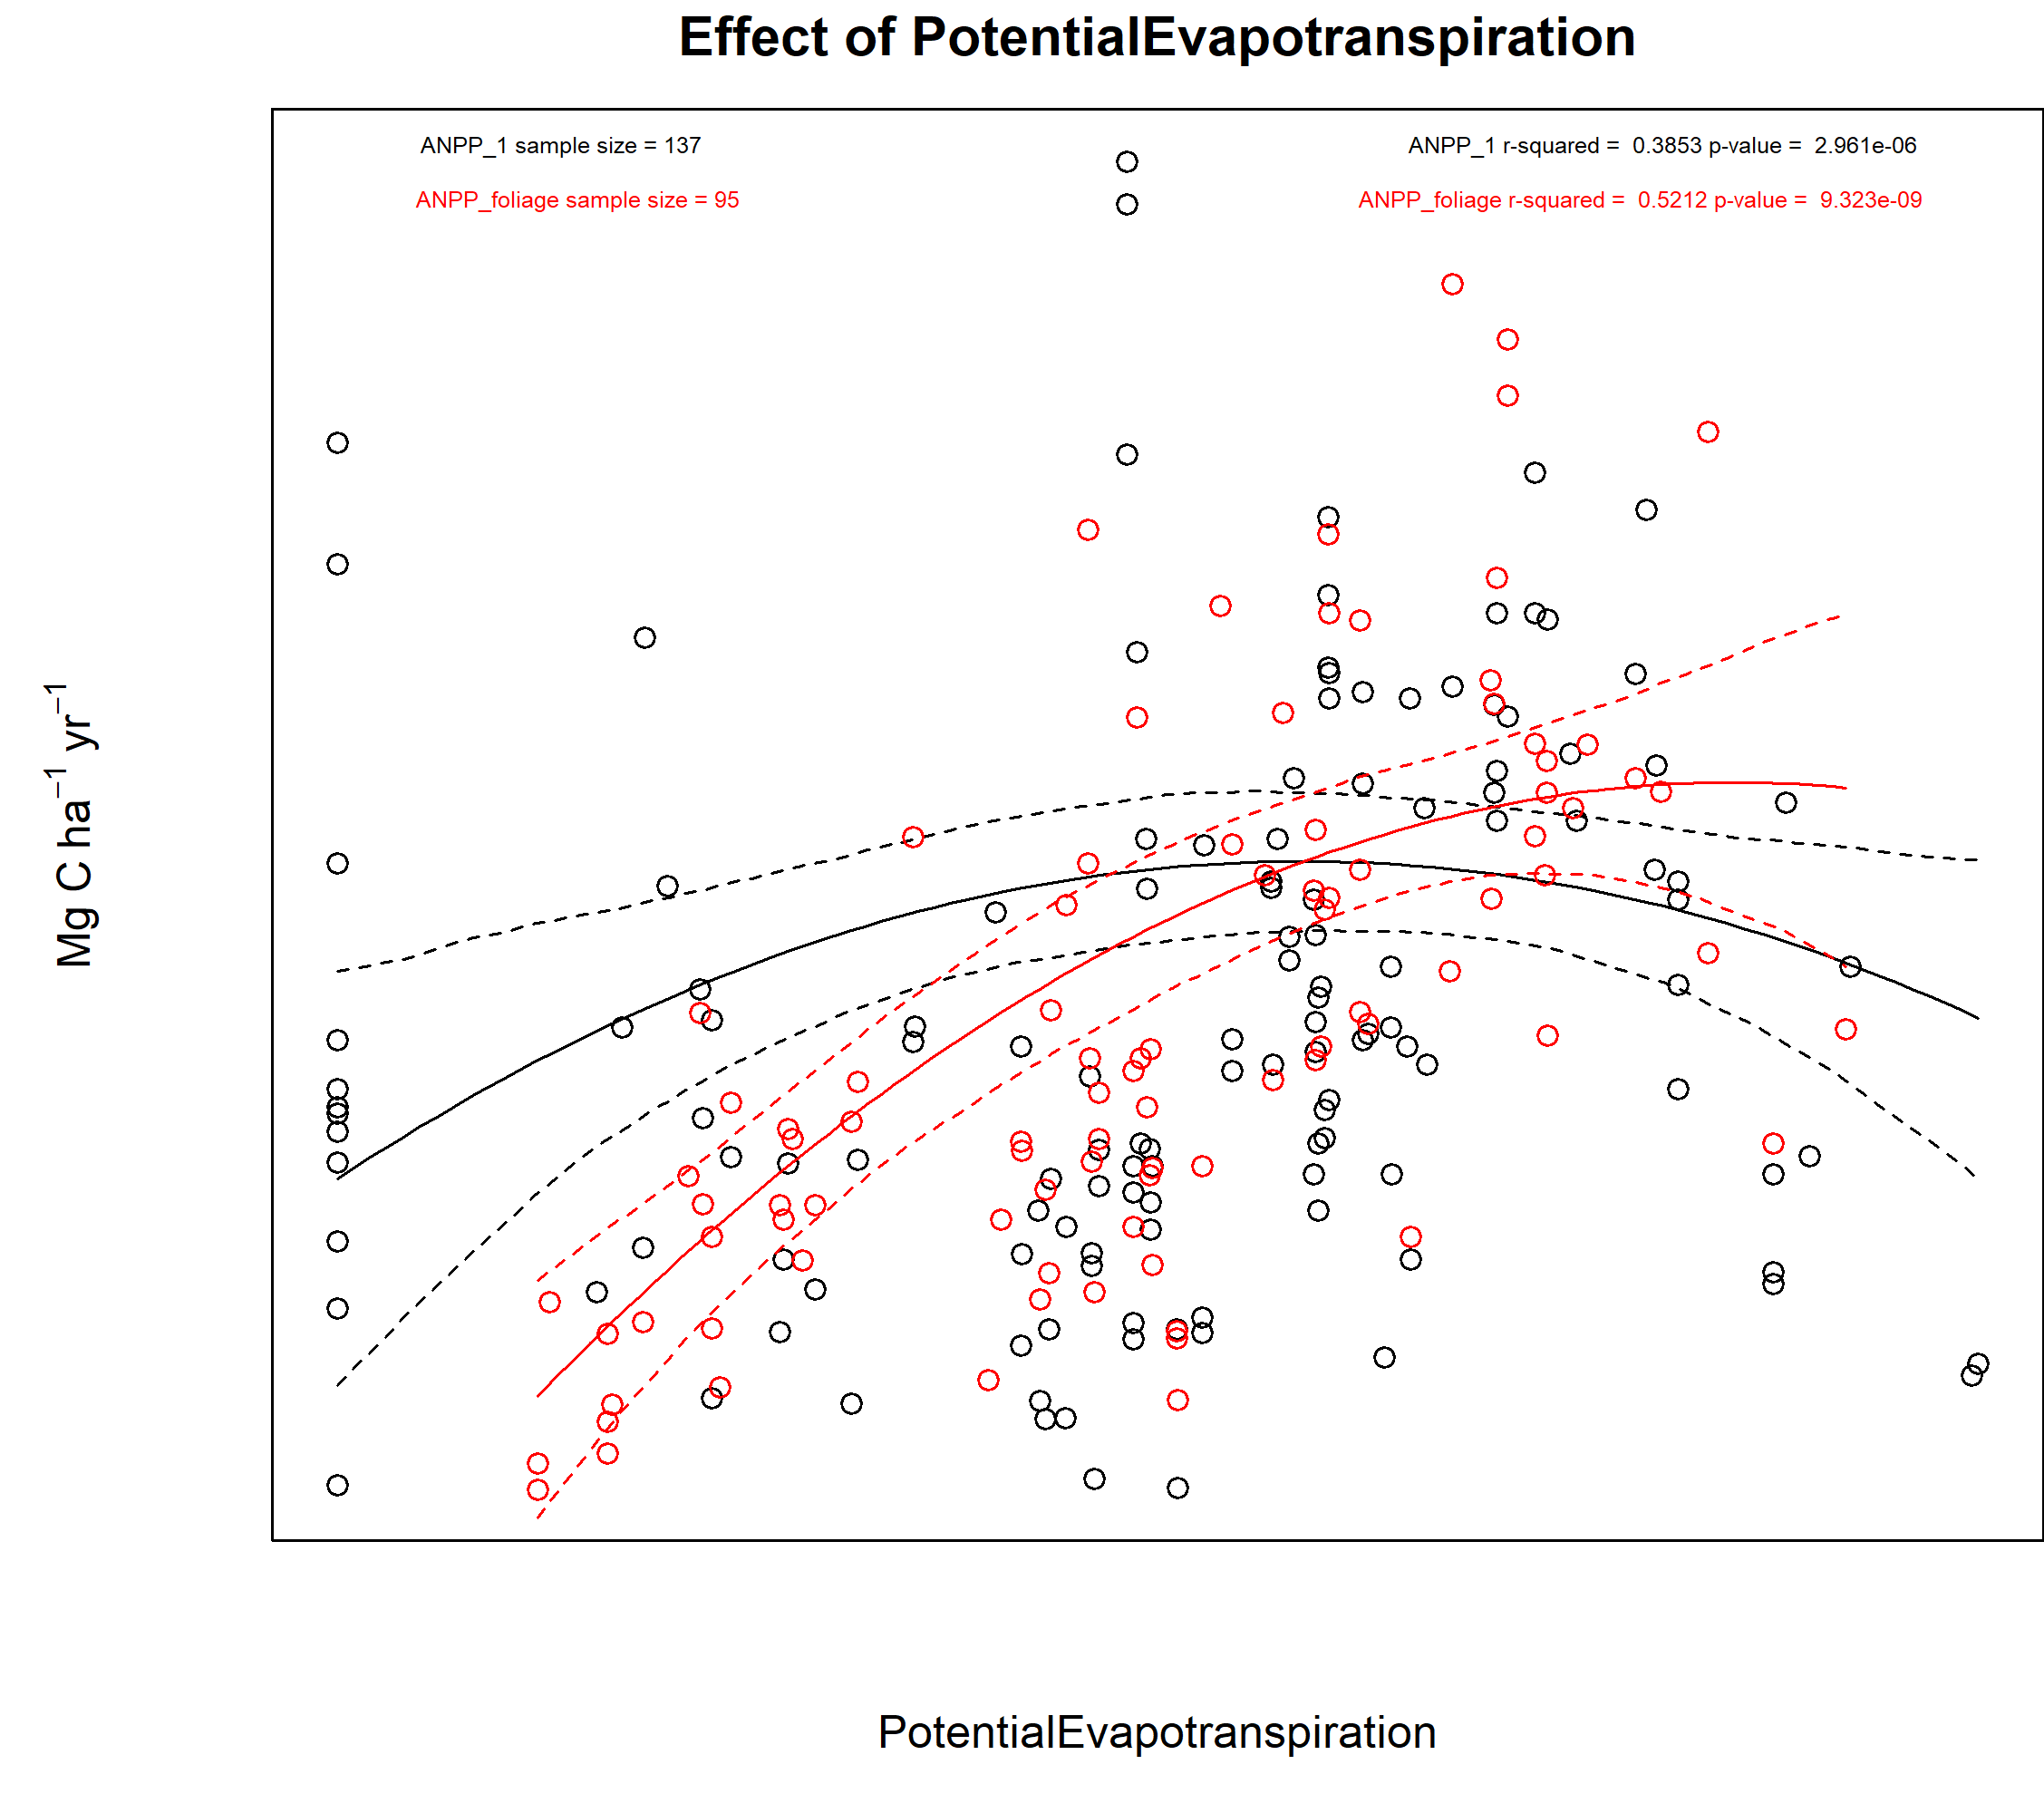 Effect of PotentialEvapotranspiration
ANPP_1 sample size = 137
ANPP_1 r-squared = 0.3853 p-value = 2.961e-06
ANPP_foliage sample size = 95
ANPP_foliage r-squared = 0.5212 p-value = 9.323e-09
Mg C ha⁻¹ yr⁻¹
PotentialEvapotranspiration